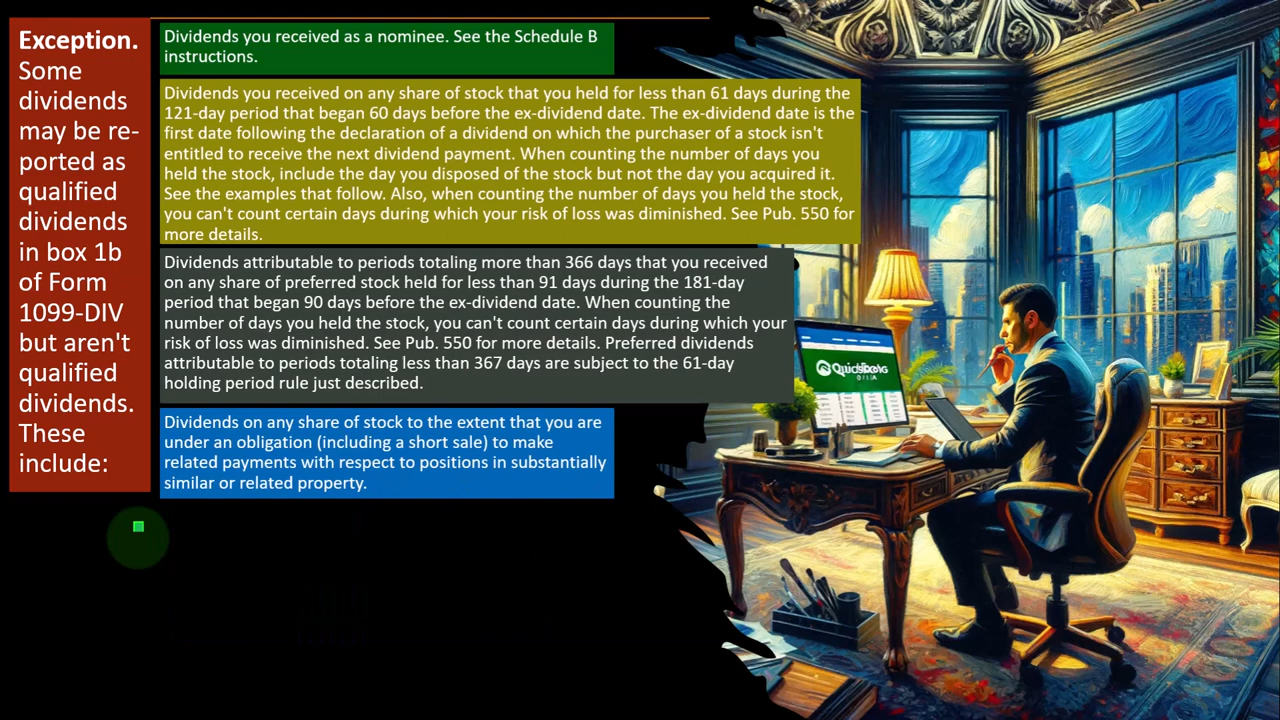 Exception.
Some
dividends
may be re-
ported as
qualified
dividends
in box 1b
of Form
1099-DIV
but aren't
qualified
dividends.
These
include:
Dividends you received as a nominee. See the Schedule B
instructions.
Dividends you received on any share of stock that you held for less than 61 days during the
121-day period that began 60 days before the ex-dividend date. The ex-dividend date is the
first date following the declaration of a dividend on which the purchaser of a stock isn't
entitled to receive the next dividend payment. When counting the number of days you
held the stock, include the day you disposed of the stock but not the day you acquired it.
See the examples that follow. Also, when counting the number of days you held the stock,
you can't count certain days during which your risk of loss was diminished. See Pub. 550 for
more details.
Dividends attributable to periods totaling more than 366 days that you received
on any share of preferred stock held for less than 91 days during the 181-day
period that began 90 days before the ex-dividend date. When counting the
number of days you held the stock, you can't count certain days during which your
risk of loss was diminished. See Pub. 550 for more details. Preferred dividends
attributable to periods totaling less than 367 days are subject to the 61-day
holding period rule just described.
Dividends on any share of stock to the extent that you are
under an obligation (including a short sale) to make
related payments with respect to positions in substantially
similar or related property.